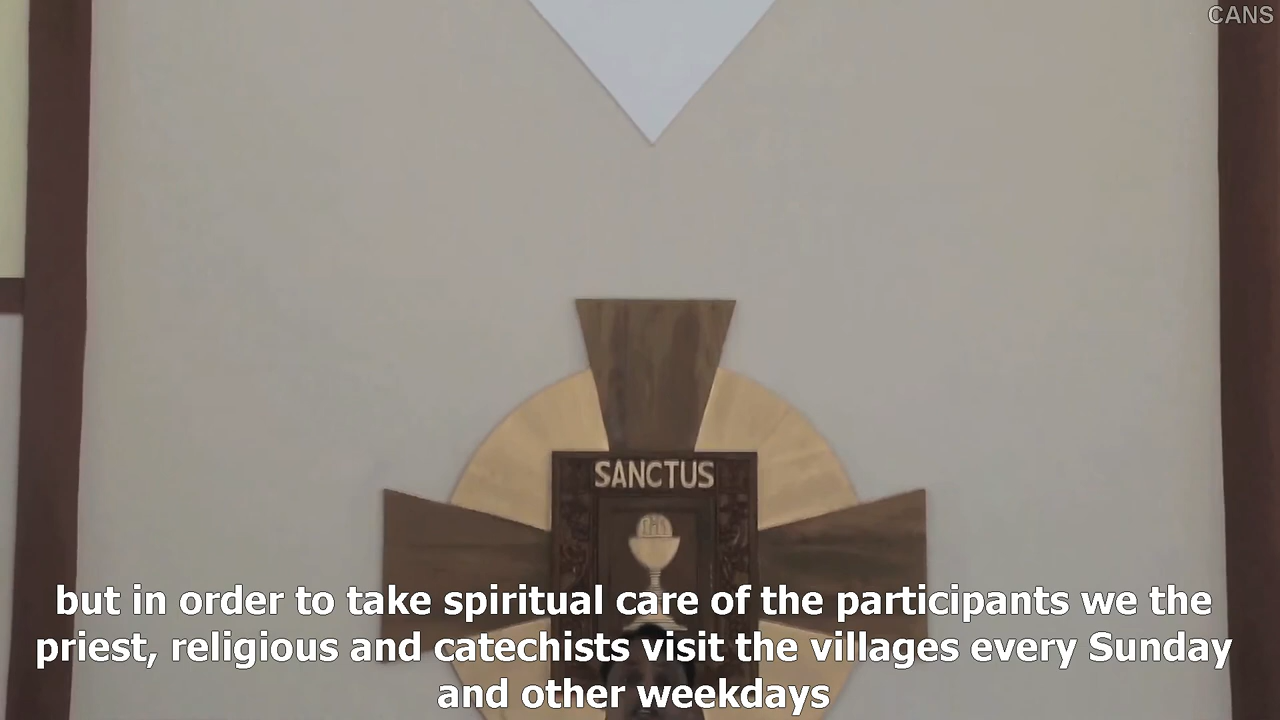 CANS
SANCTUS
IHS
but in order to take spiritual care of the participants we the
priest, religious and catechists visit the villages every Sunday
and other weekdays